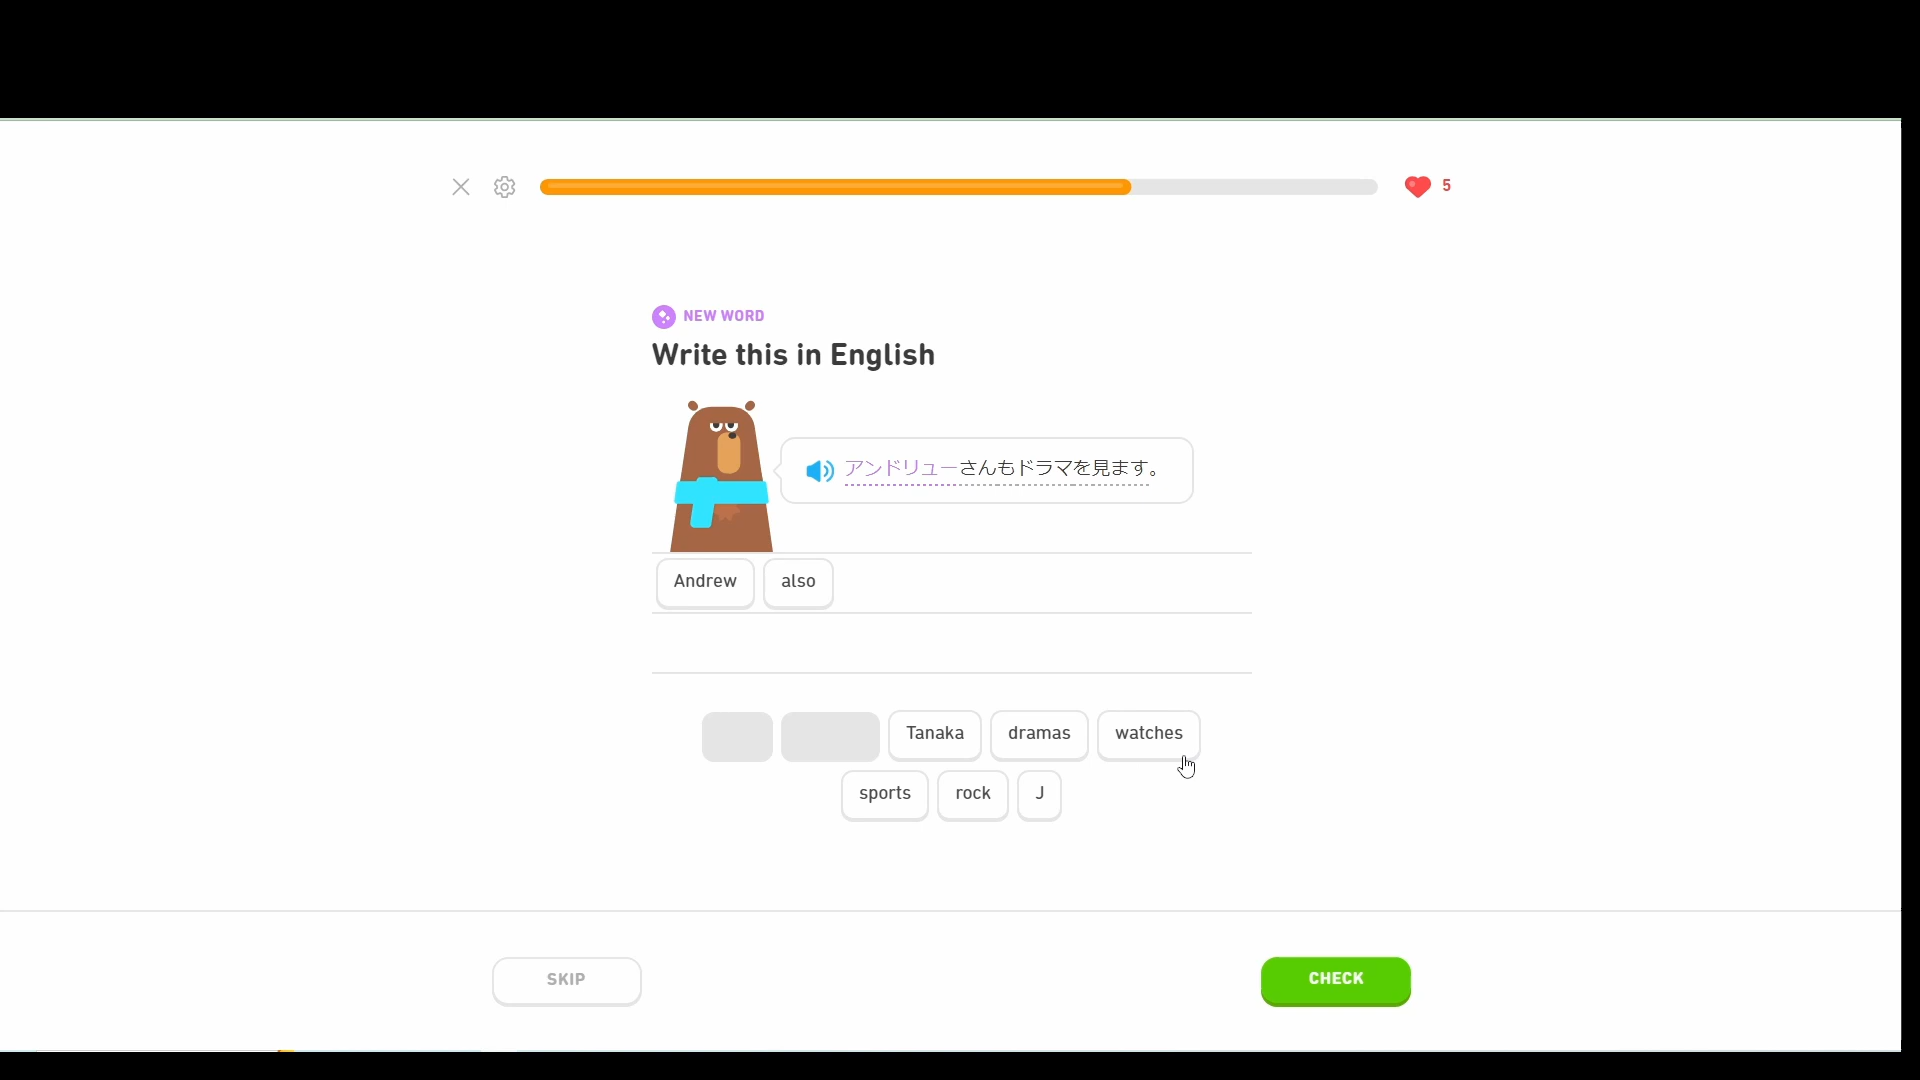 5
NEW WORD
Write this in English
アンドリューさんもドラマを見ます。
Andrew also
Tanaka dramas watches
sports rock J
SKIP CHECK